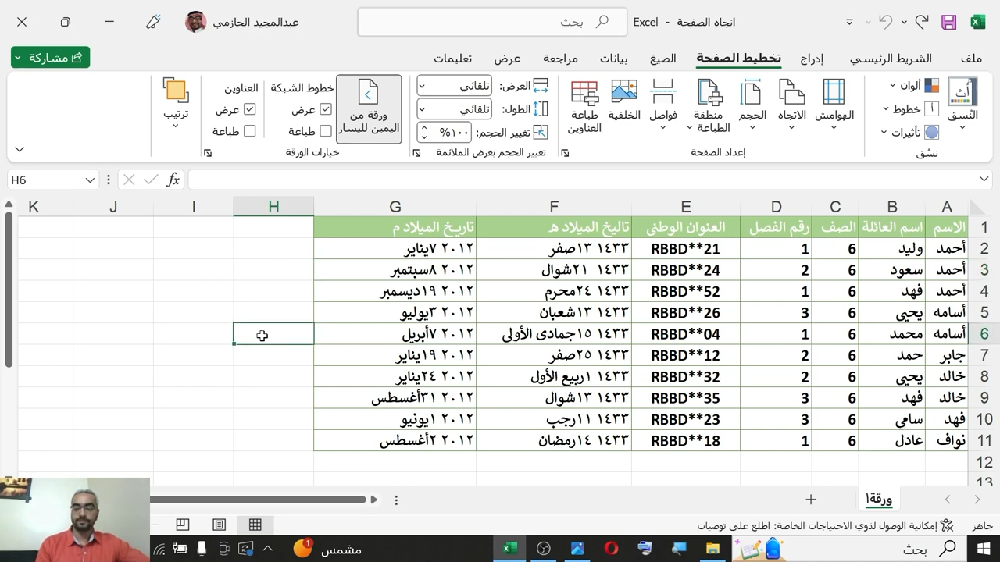 اتجاه الصفحة - Excel
بحث
عبدالمجيد الحازمي
ملف
الشريط الرئيسي
إدراج
تخطيط الصفحة
الصيغ
بيانات
مراجعة
عرض
تعليمات
مشاركة
النُسق
ألوان
خطوط
تأثيرات
نسُق
الهوامش
الاتجاه
الحجم
منطقة الطباعة
فواصل
الخلفية
طباعة العناوين
إعداد الصفحة
العرض: تلقائي
الطول: تلقائي
تغيير الحجم: ١٠٠%
تغيير الحجم بغرض الملائمة
ورقة من اليمين لليسار
خطوط الشبكة
عرض
طباعة
العناوين
عرض
طباعة
خيارات الورقة
ترتيب
H6
fx
A B C D E F G H I J K
1 الاسم اسم العائلة الصف رقم الفصل العنوان الوطني تاليخ الميلاد هـ تاريخ الميلاد م
2 أحمد وليد 6 1 RBBD**21 ١٤٣٣ ١٣صفر ٢٠١٢ ٧يناير
3 أحمد سعود 6 2 RBBD**24 ١٤٣٣ ٢١شوال ٢٠١٢ ٨سبتمبر
4 أحمد فهد 6 1 RBBD**52 ١٤٣٣ ٢٤محرم ٢٠١٢ ١٩ديسمبر
5 أسامه يحيى 6 3 RBBD**26 ١٤٣٣ ١٣شعبان ٢٠١٢ ٣يوليو
6 أسامه محمد 6 1 RBBD**04 ١٤٣٣ ١٥جمادى الأولى ٢٠١٢ ٧أبريل
7 جابر حمد 6 2 RBBD**12 ١٤٣٣ ٢٥صفر ٢٠١٢ ١٩يناير
8 خالد يحيى 6 2 RBBD**32 ١٤٣٣ ١ربيع الأول ٢٠١٢ ٢٤يناير
9 خالد فهد 6 3 RBBD**35 ١٤٣٣ ١٣شوال ٢٠١٢ ٣١أغسطس
10 فهد سامي 6 3 RBBD**23 ١٤٣٣ ١١رجب ٢٠١٢ ١يونيو
11 نواف عادل 6 1 RBBD**18 ١٤٣٣ ١٤رمضان ٢٠١٢ ٢أغسطس
12
13
ورقة١
جاهز
إمكانية الوصول لذوي الاحتياجات الخاصة: اطلع على توصيات
بحث
1
مشمس